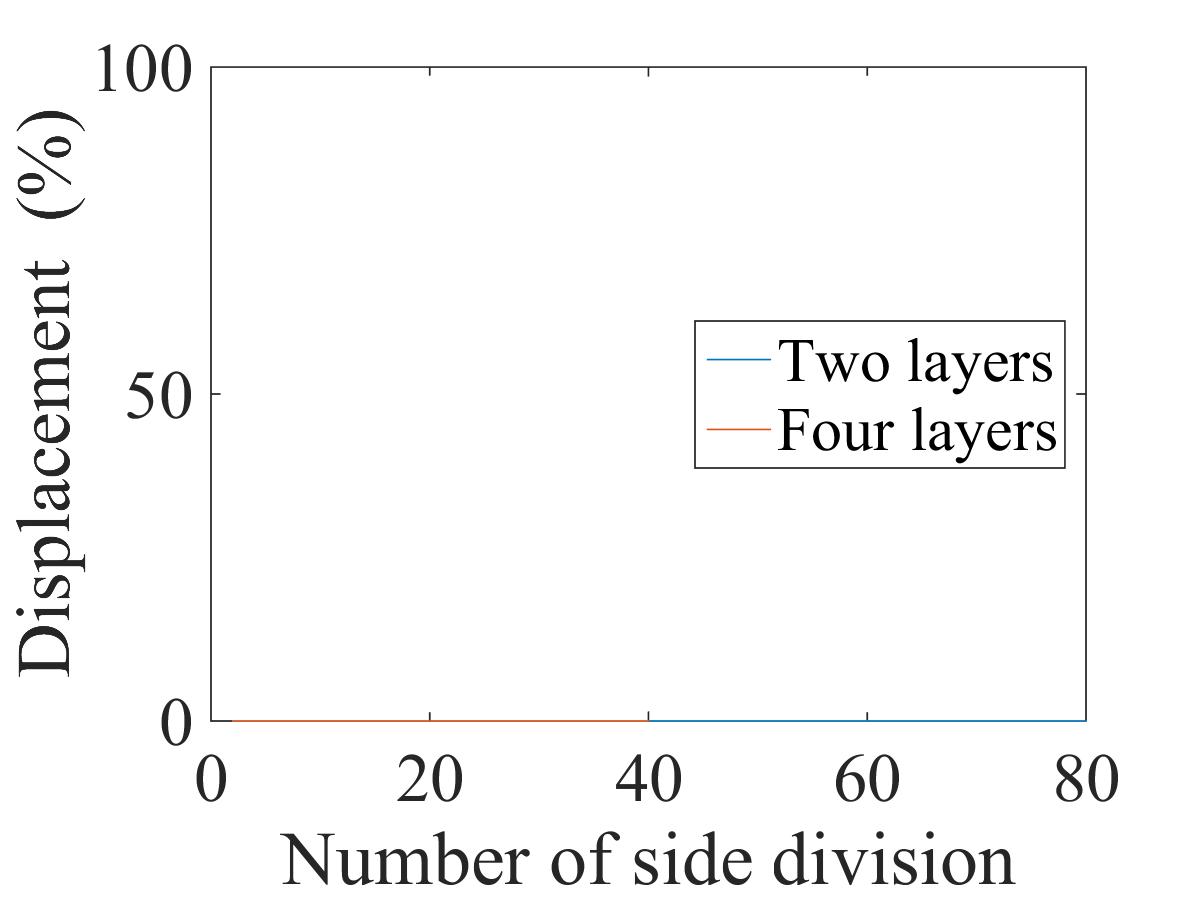 100
50
0
Displacement (%)
Two layers
Four layers
0 20 40 60 80
Number of side division